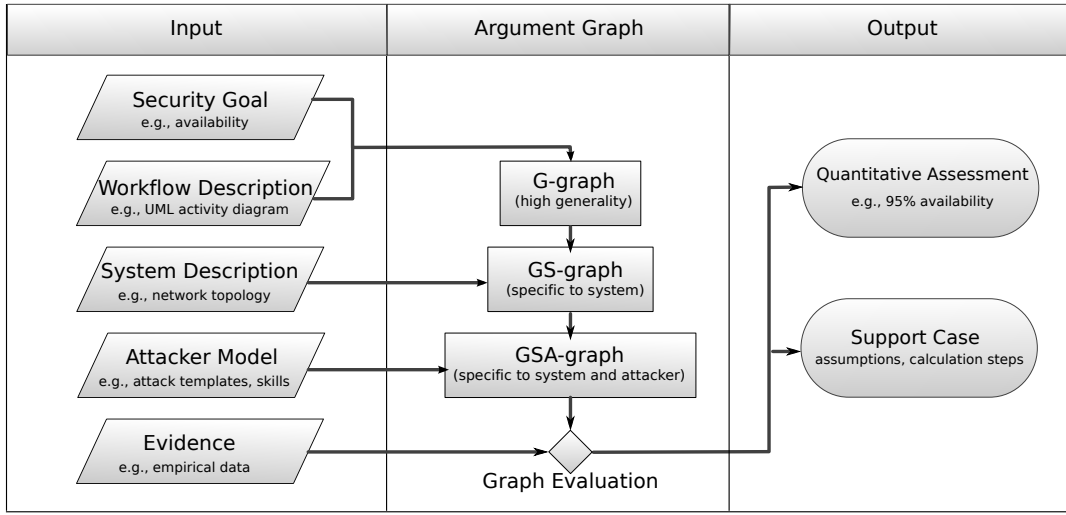 Input
Argument Graph
Output
Security Goal
e.g., availability
Workflow Description
e.g., UML activity diagram
System Description
e.g., network topology
Attacker Model
e.g., attack templates, skills
Evidence
e.g., empirical data
G-graph
(high generality)
GS-graph
(specific to system)
GSA-graph
(specific to system and attacker)
Graph Evaluation
Quantitative Assessment
e.g., 95% availability
Support Case
assumptions, calculation steps